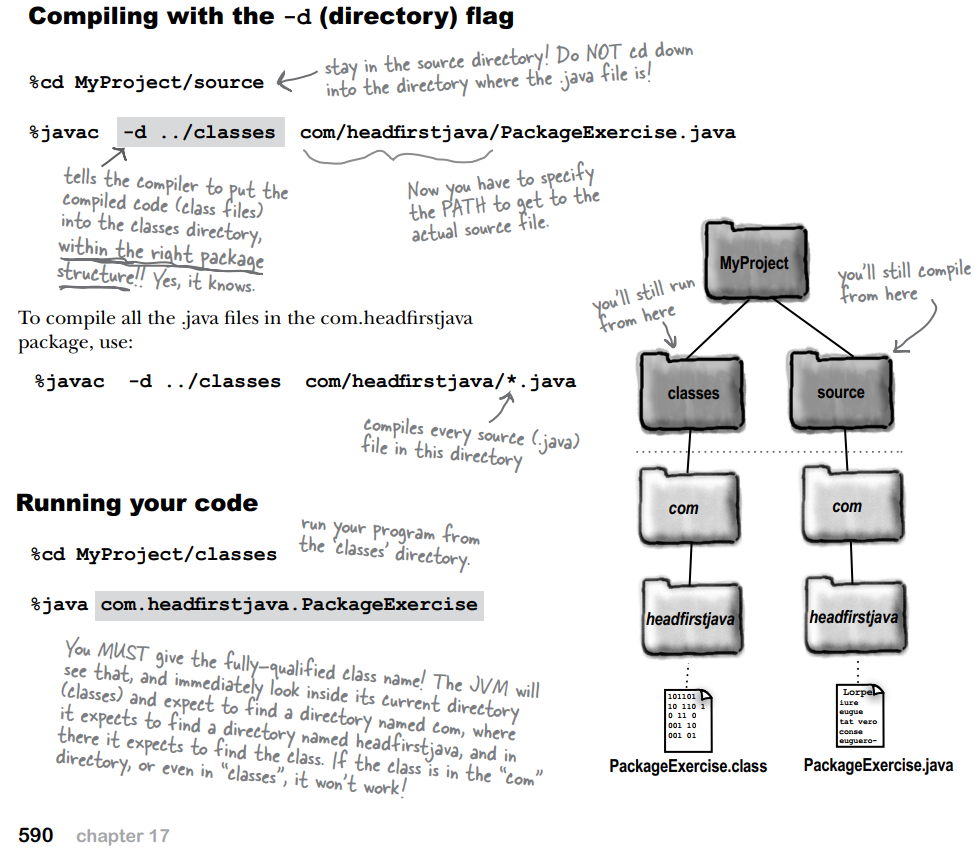 Compiling with the -d (directory) flag
%cd MyProject/source
stay in the source directory! Do NOT cd down
into the directory where the .java file is!
%javac -d ../classes com/headfirstjava/PackageExercise.java
tells the compiler to put the
compiled code (class files)
into the classes directory,
within the right package
structure!! Yes, it knows.
Now you have to specify
the PATH to get to the
actual source file.
To compile all the .java files in the com.headfirstjava
package, use:
%javac -d ../classes com/headfirstjava/*.java
compiles every source (.java)
file in this directory
Running your code
%cd MyProject/classes
run your program from
the 'classes' directory.
%java com.headfirstjava.PackageExercise
You MUST give the fully-qualified class name! The JVM will
see that, and immediately look inside its current directory
(classes) and expect to find a directory named com, where
it expects to find a directory named headfirstjava, and in
there it expects to find the class. If the class is in the "com"
directory, or even in "classes", it won't work!
MyProject
you'll still run
from here
you'll still compile
from here
classes
source
com
com
headfirstjava
headfirstjava
101101
10 110 1
0 11 0
001 10
001 01
Lorpe
iure
eugue
tat vero
conse
euguero-
PackageExercise.class
PackageExercise.java
590 chapter 17